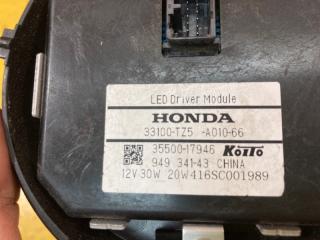 LED Driver Module
HONDA
33100-TZ5 -A010-66
35500-17946 KOITO
949 341-43 CHINA
12V 30W 20W416SC001989